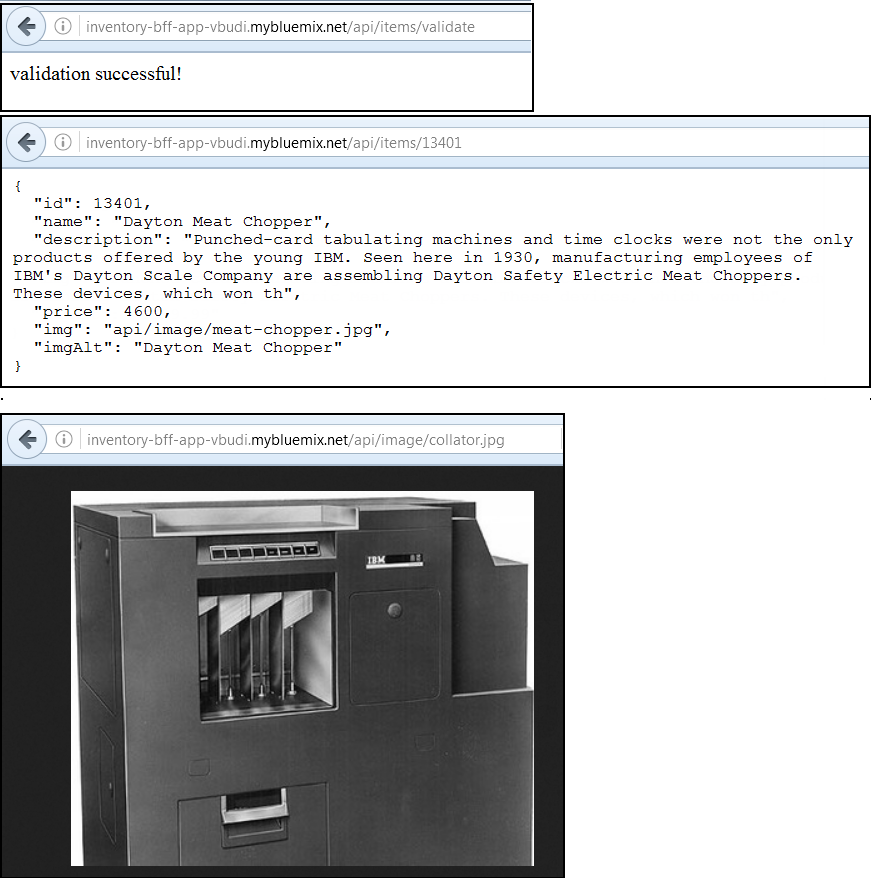 inventory-bff-app-vbudi.mybluemix.net/api/items/validate
validation successful!
inventory-bff-app-vbudi.mybluemix.net/api/items/13401
{
"id": 13401,
"name": "Dayton Meat Chopper",
"description": "Punched-card tabulating machines and time clocks were not the only
products offered by the young IBM. Seen here in 1930, manufacturing employees of
IBM's Dayton Scale Company are assembling Dayton Safety Electric Meat Choppers.
These devices, which won th",
"price": 4600,
"img": "api/image/meat-chopper.jpg",
"imgAlt": "Dayton Meat Chopper"
}
inventory-bff-app-vbudi.mybluemix.net/api/image/collator.jpg
IBM